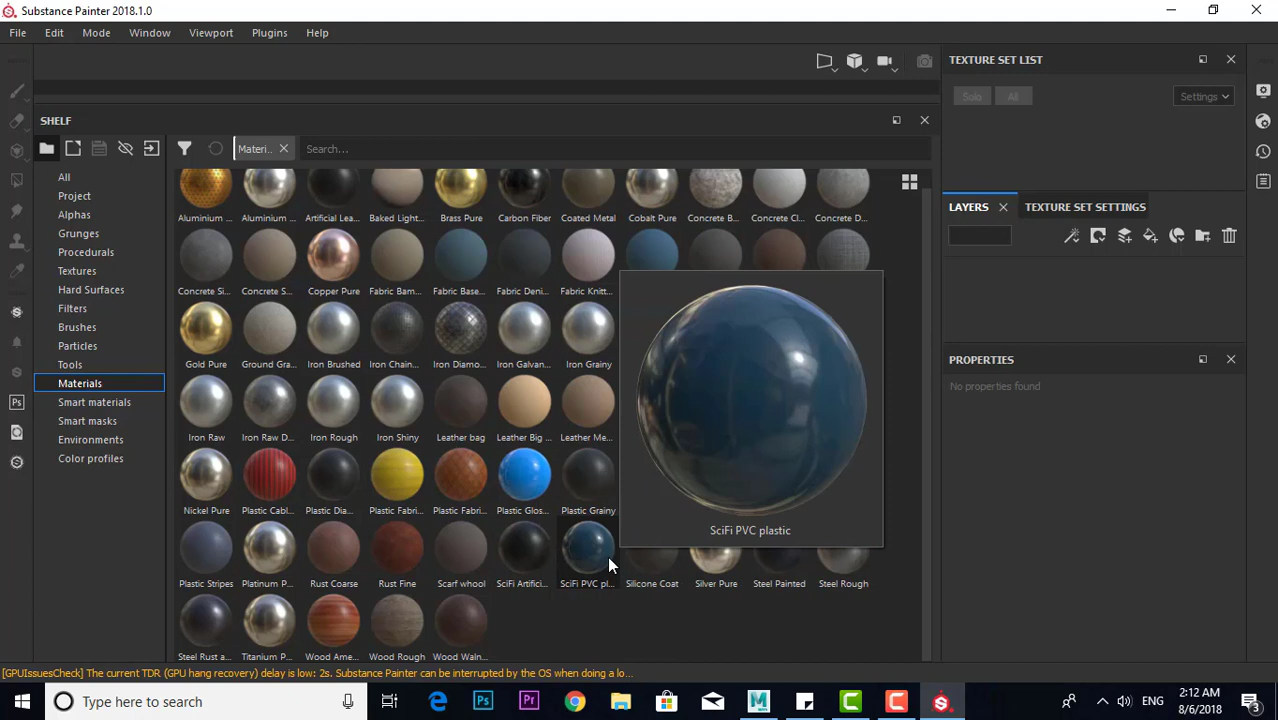 Substance Painter 2018.1.0
File Edit Mode Window Viewport Plugins Help
TEXTURE SET LIST
Solo All Settings
SHELF
Materi.. Search...
All
Project
Alphas
Grunges
Procedurals
Textures
Hard Surfaces
Filters
Brushes
Particles
Tools
Materials
Smart materials
Smart masks
Environments
Color profiles
Aluminium ... Aluminium ... Artificial Lea... Baked Light... Brass Pure Carbon Fiber Coated Metal Cobalt Pure Concrete B... Concrete Cl... Concrete D...
Concrete Si... Concrete S... Copper Pure Fabric Bam... Fabric Base... Fabric Deni... Fabric Knitt...
Gold Pure Ground Gra... Iron Brushed Iron Chain... Iron Diamo... Iron Galvan... Iron Grainy
Iron Raw Iron Raw D... Iron Rough Iron Shiny Leather bag Leather Big ... Leather Me...
Nickel Pure Plastic Cabl... Plastic Dia... Plastic Fabri... Plastic Fabri... Plastic Glos... Plastic Grainy
SciFi PVC plastic
Plastic Stripes Platinum P... Rust Coarse Rust Fine Scarf whool SciFi Artifici... SciFi PVC pl... Silicone Coat Silver Pure Steel Painted Steel Rough
Steel Rust a... Titanium P... Wood Ame... Wood Rough Wood Waln...
LAYERS TEXTURE SET SETTINGS
PROPERTIES
No properties found
[GPUIssuesCheck] The current TDR (GPU hang recovery) delay is low: 2s. Substance Painter can be interrupted by the OS when doing a lo...
Type here to search
Ps
Ps Pr
M
ENG
2:12 AM
8/6/2018
3